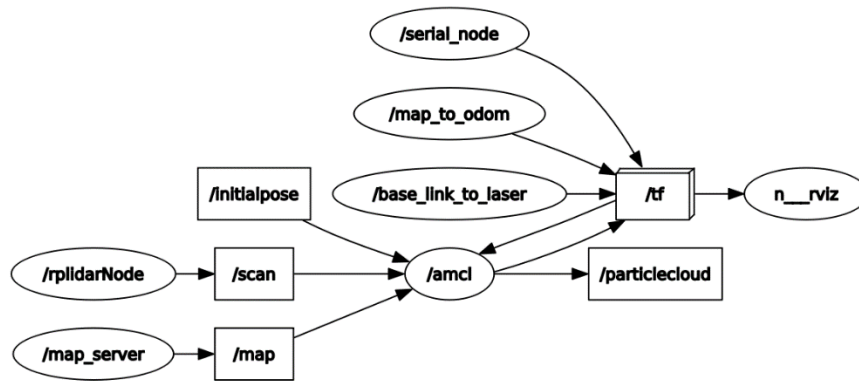 /serial_node
/map_to_odom
/initialpose
/base_link_to_laser
/tf
n___rviz
/rplidarNode
/scan
/amcl
/particlecloud
/map_server
/map